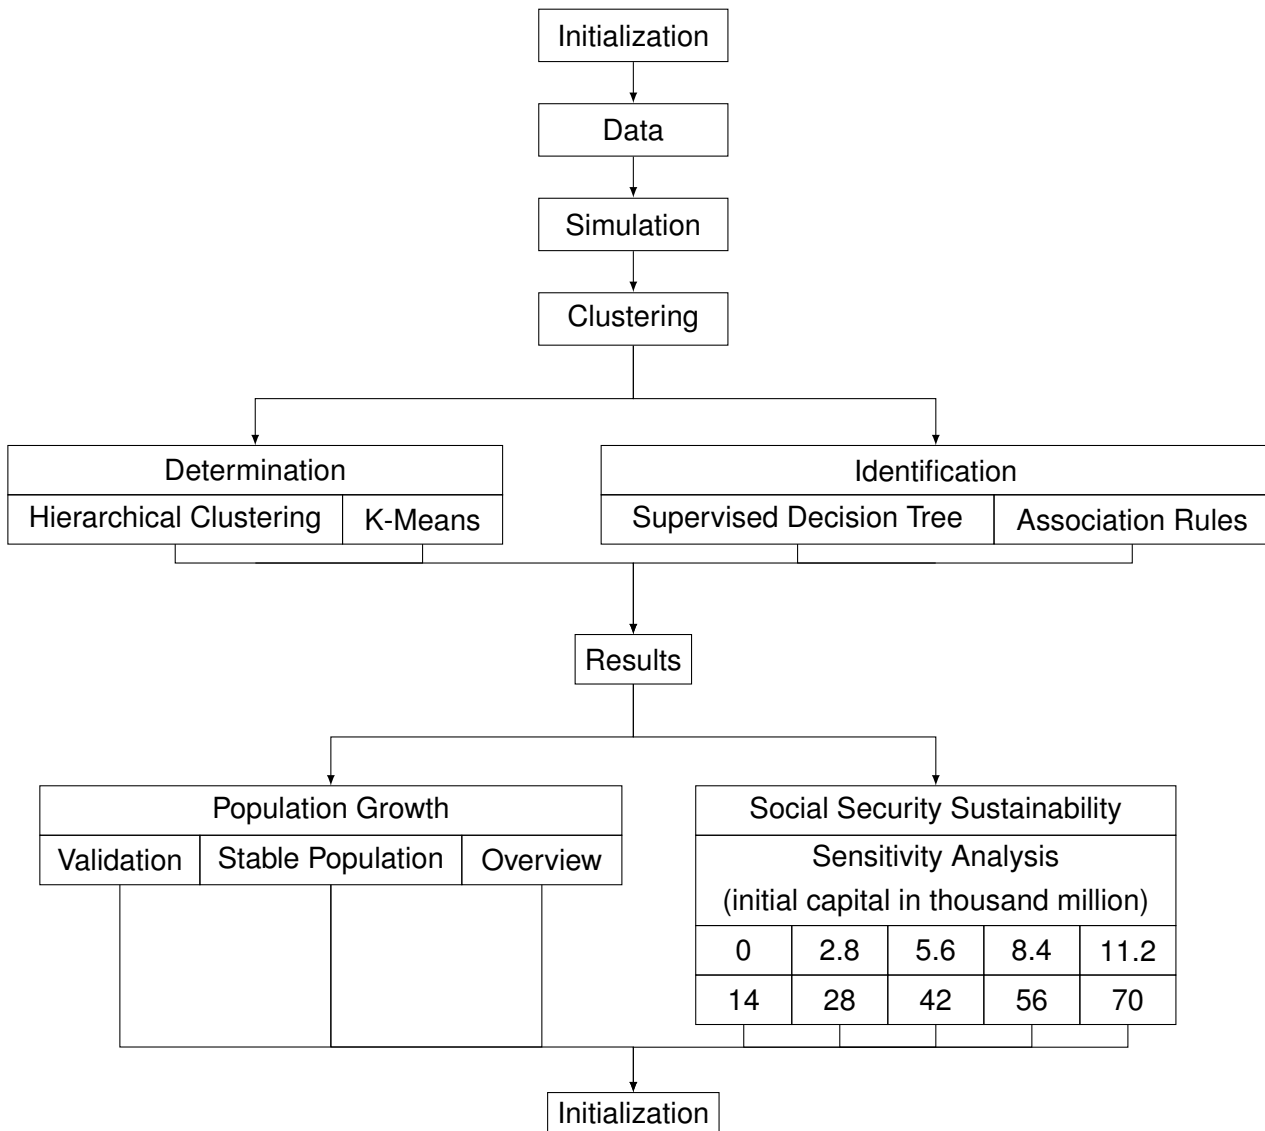 Initialization
Data
Simulation
Clustering
Determination
Hierarchical Clustering
K-Means
Identification
Supervised Decision Tree
Association Rules
Results
Population Growth
Validation
Stable Population
Overview
Social Security Sustainability
Sensitivity Analysis
(initial capital in thousand million)
0 2.8 5.6 8.4 11.2
14 28 42 56 70
Initialization